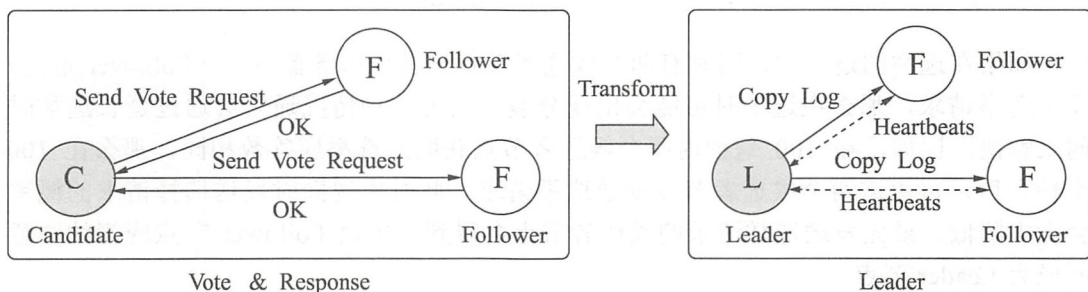 F
Follower
Send Vote Request
OK
Send Vote Request
C
F
OK
Candidate
Follower
Vote & Response
Transform
F
Follower
Copy Log
Heartbeats
Copy Log
L
F
Heartbeats
Leader
Follower
Leader